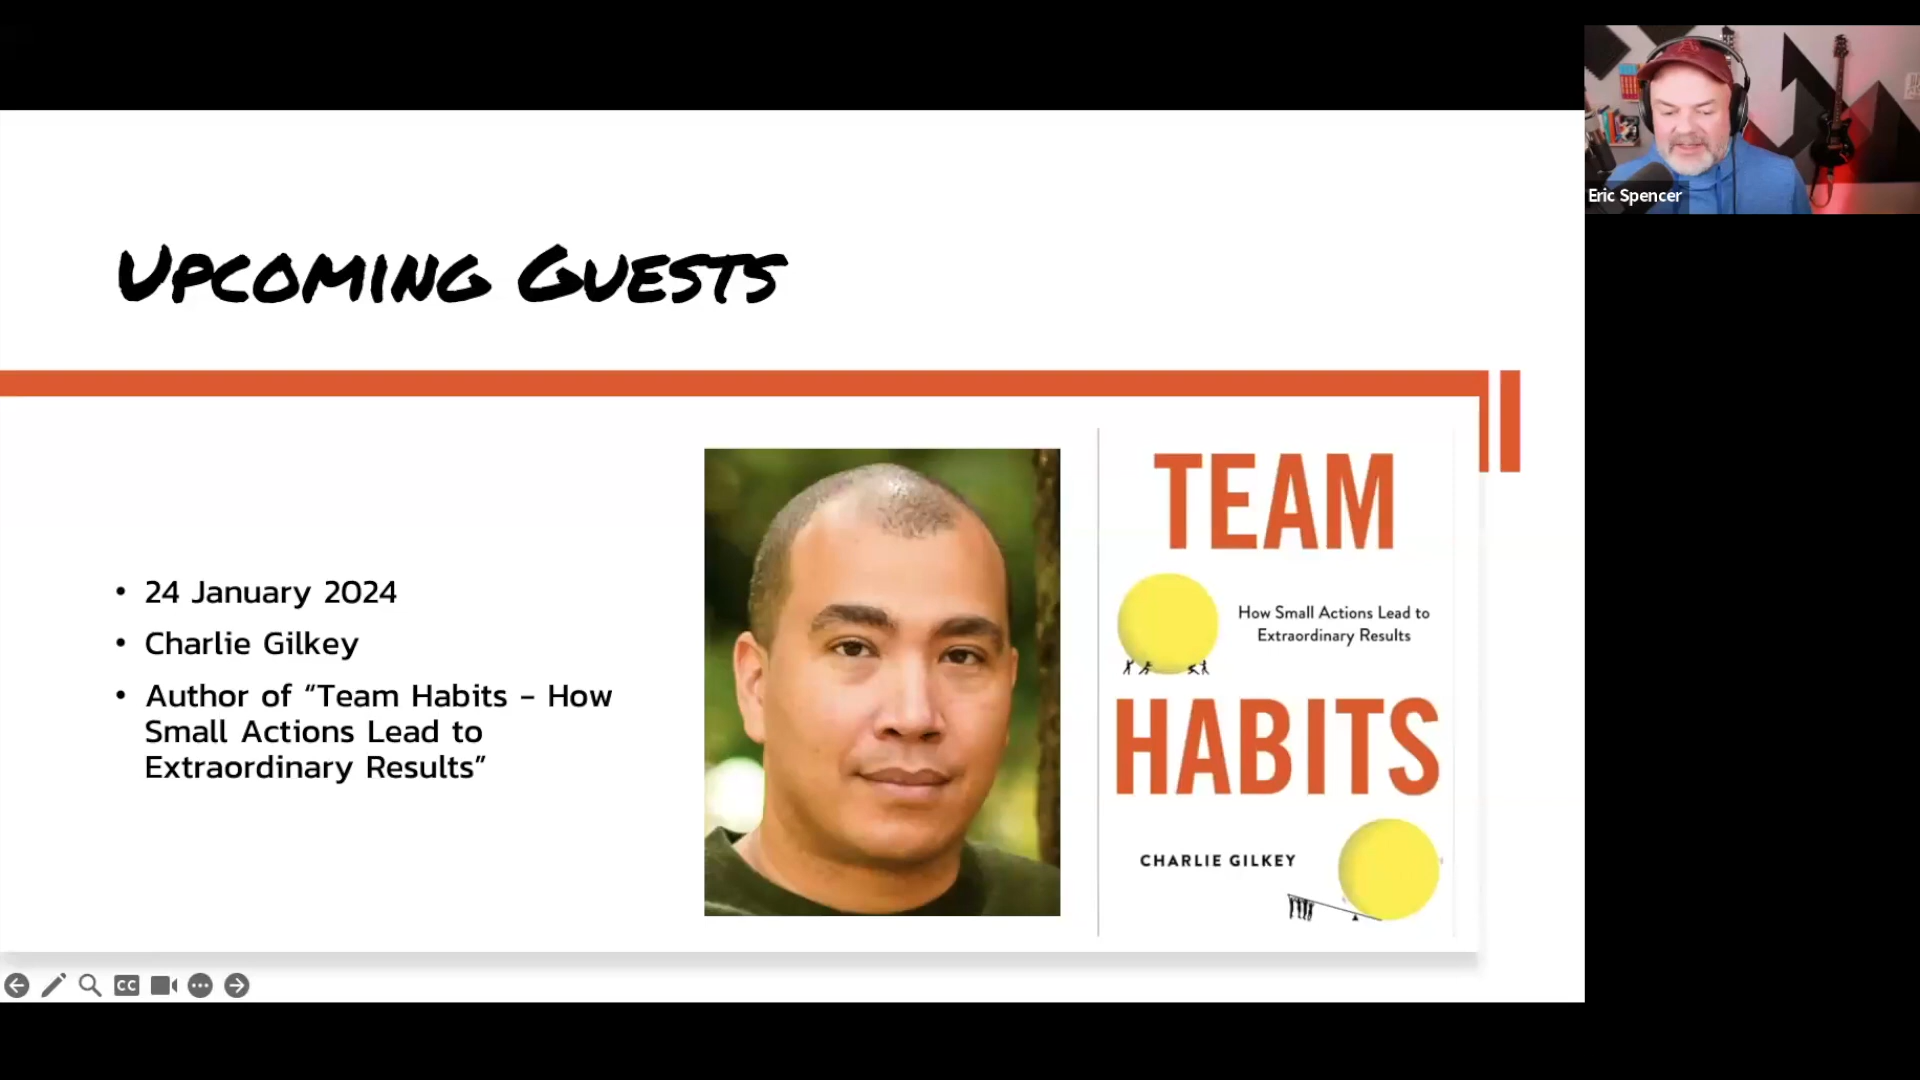 Eric Spencer
UPCOMING GUESTS
• 24 January 2024
• Charlie Gilkey
• Author of “Team Habits – How
Small Actions Lead to
Extraordinary Results”
TEAM
How Small Actions Lead to
Extraordinary Results
HABITS
CHARLIE GILKEY
CC